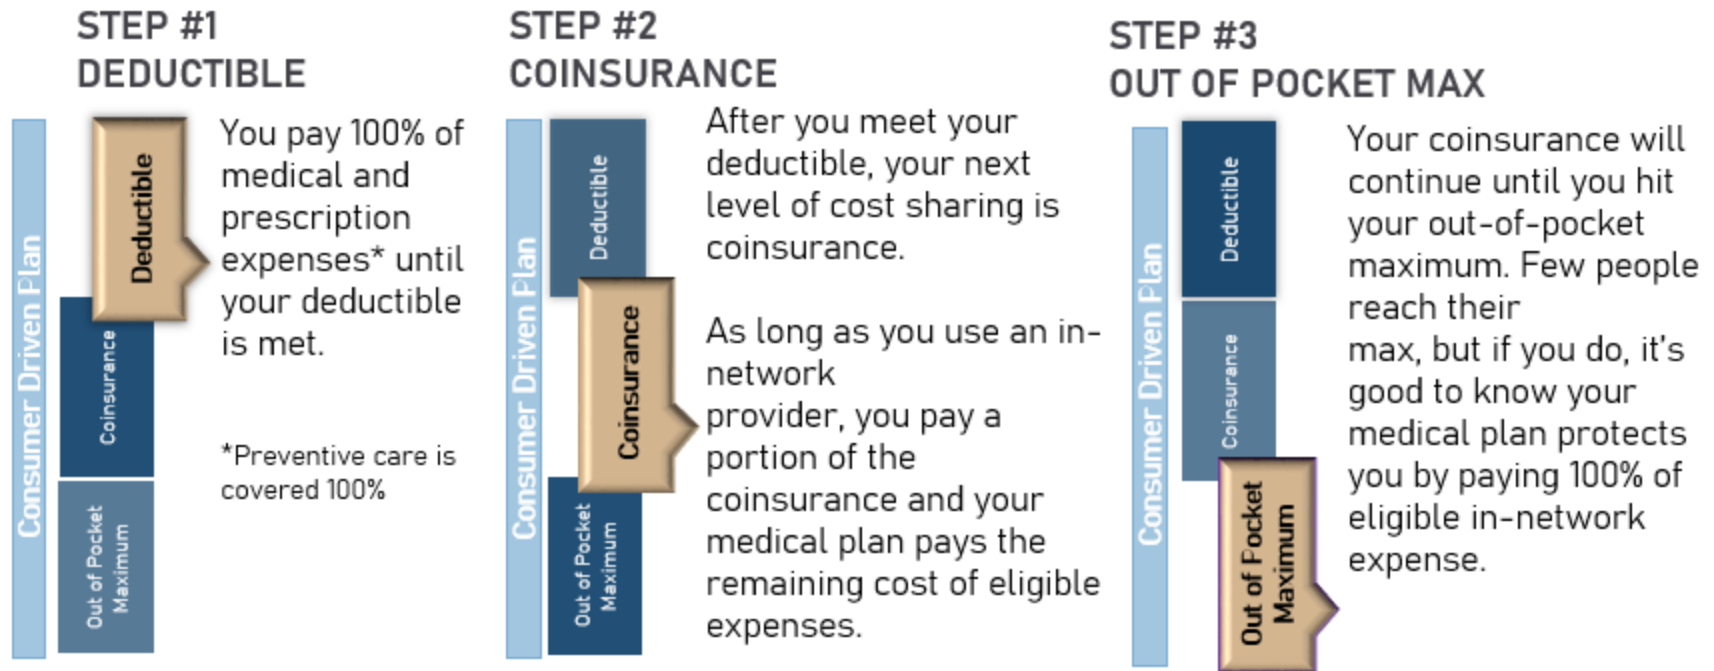 STEP #1
DEDUCTIBLE
Consumer Driven Plan
Deductible
Coinsurance
Out of Pocket
Maximum
You pay 100% of
medical and
prescription
expenses* until
your deductible
is met.
*Preventive care is
covered 100%
STEP #2
COINSURANCE
Consumer Driven Plan
Deductible
Coinsurance
Out of Pocket
Maximum
After you meet your
deductible, your next
level of cost sharing is
coinsurance.
As long as you use an in-
network
provider, you pay a
portion of the
coinsurance and your
medical plan pays the
remaining cost of eligible
expenses.
STEP #3
OUT OF POCKET MAX
Consumer Driven Plan
Deductible
Coinsurance
Out of Pocket
Maximum
Your coinsurance will
continue until you hit
your out-of-pocket
maximum. Few people
reach their
max, but if you do, it's
good to know your
medical plan protects
you by paying 100% of
eligible in-network
expense.